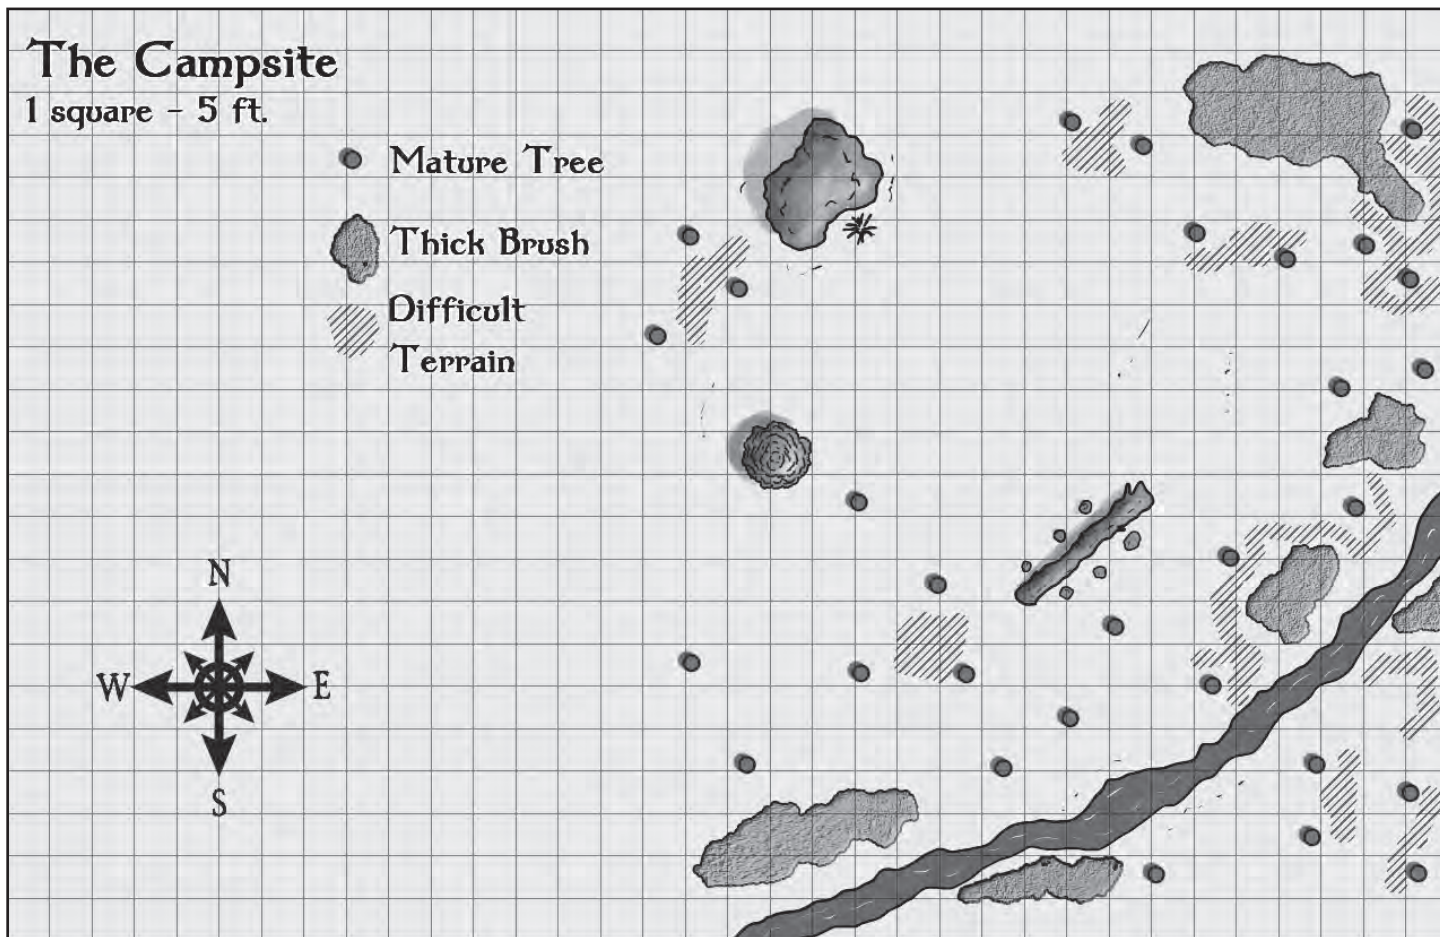 The Campsite
1 square - 5 ft.
Mature Tree
Thick Brush
Difficult
Terrain
N
W E
S